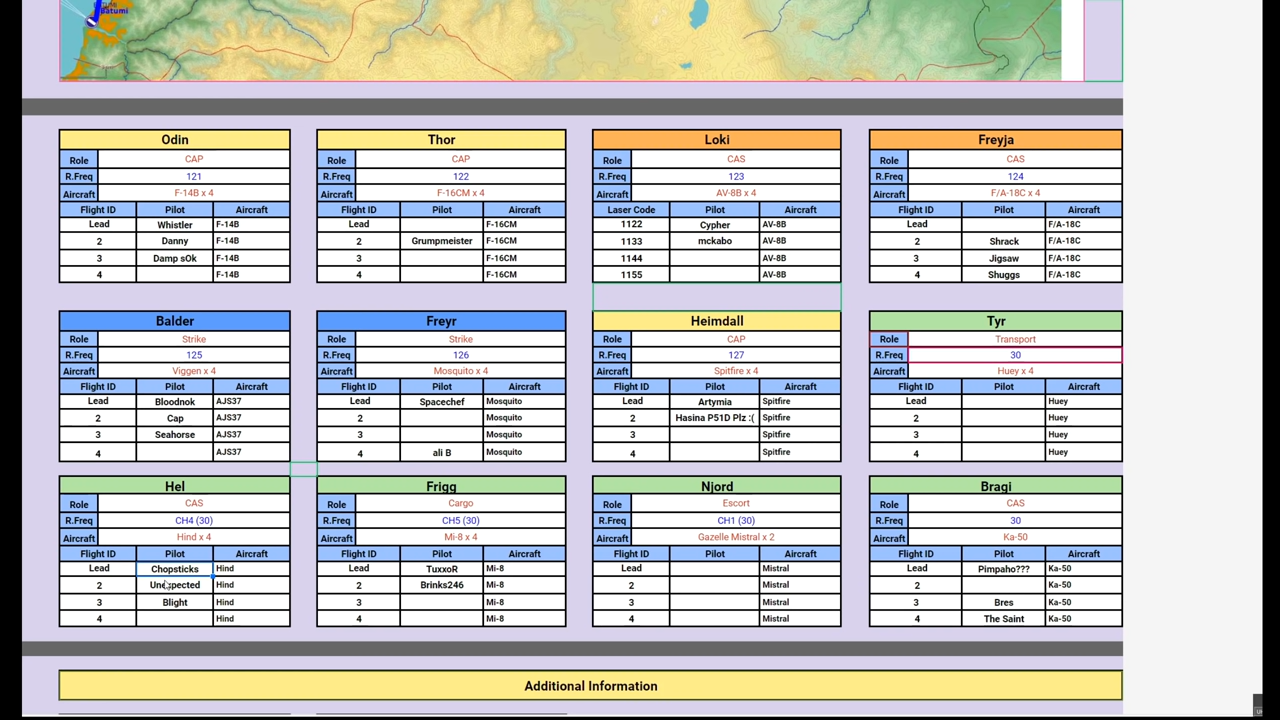 Batumi
Odin
Role CAP
R.Freq 121
Aircraft F-14B x 4
Flight ID Pilot Aircraft
Lead Whistler F-14B
2 Danny F-14B
3 Damp sOk F-14B
4 F-14B
Thor
Role CAP
R.Freq 122
Aircraft F-16CM x 4
Flight ID Pilot Aircraft
Lead F-16CM
2 Grumpmeister F-16CM
3 F-16CM
4 F-16CM
Loki
Role CAS
R.Freq 123
Aircraft AV-8B x 4
Laser Code Pilot Aircraft
1122 Cypher AV-8B
1133 mckabo AV-8B
1144 AV-8B
1155 AV-8B
Freyja
Role CAS
R.Freq 124
Aircraft F/A-18C x 4
Flight ID Pilot Aircraft
Lead F/A-18C
2 Shrack F/A-18C
3 Jigsaw F/A-18C
4 Shuggs F/A-18C
Balder
Role Strike
R.Freq 125
Aircraft Viggen x 4
Flight ID Pilot Aircraft
Lead Bloodnok AJS37
2 Cap AJS37
3 Seahorse AJS37
4 AJS37
Freyr
Role Strike
R.Freq 126
Aircraft Mosquito x 4
Flight ID Pilot Aircraft
Lead Spacechef Mosquito
2 Mosquito
3 Mosquito
4 ali B Mosquito
Heimdall
Role CAP
R.Freq 127
Aircraft Spitfire x 4
Flight ID Pilot Aircraft
Lead Artymia Spitfire
2 Hasina P51D Plz :( Spitfire
3 Spitfire
4 Spitfire
Tyr
Role Transport
R.Freq 30
Aircraft Huey x 4
Flight ID Pilot Aircraft
Lead Huey
2 Huey
3 Huey
4 Huey
Hel
Role CAS
R.Freq CH4 (30)
Aircraft Hind x 4
Flight ID Pilot Aircraft
Lead Chopsticks Hind
2 Unexpected Hind
3 Blight Hind
4 Hind
Frigg
Role Cargo
R.Freq CH5 (30)
Aircraft Mi-8 x 4
Flight ID Pilot Aircraft
Lead TuxxoR Mi-8
2 Brinks246 Mi-8
3 Mi-8
4 Mi-8
Njord
Role Escort
R.Freq CH1 (30)
Aircraft Gazelle Mistral x 2
Flight ID Pilot Aircraft
Lead Mistral
2 Mistral
3 Mistral
4 Mistral
Bragi
Role CAS
R.Freq 30
Aircraft Ka-50
Flight ID Pilot Aircraft
Lead Pimpaho??? Ka-50
2 Ka-50
3 Bres Ka-50
4 The Saint Ka-50
Additional Information